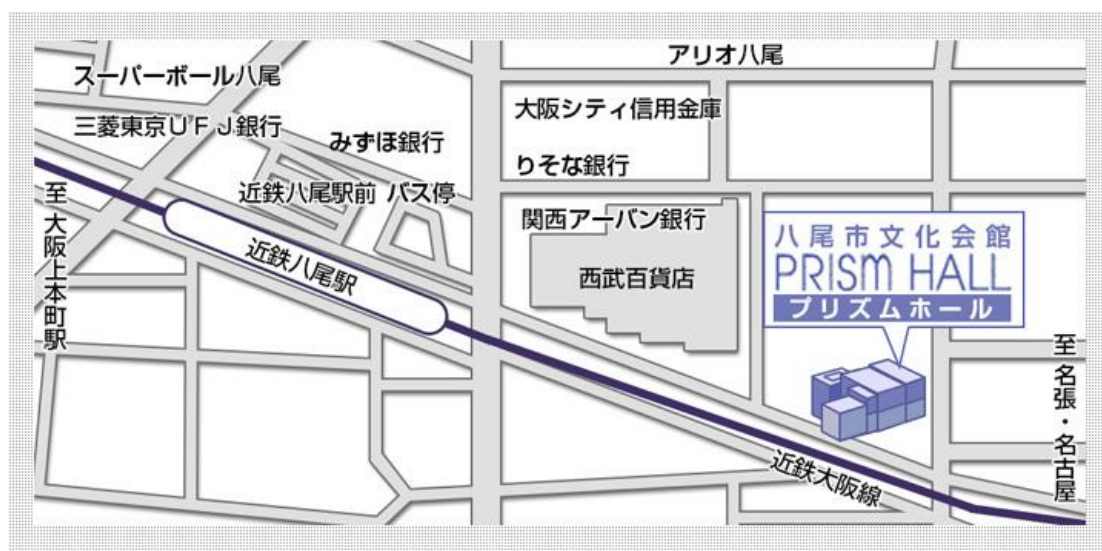 アリオ八尾
スーパーボール八尾
大阪シティ信用金庫
三菱東京ＵＦＪ銀行
みずほ銀行
りそな銀行
近鉄八尾駅前 バス停
至 大阪上本町駅
関西アーバン銀行
八尾市文化会館
PRISM HALL
プリズムホール
近鉄八尾駅
西武百貨店
至 名張・名古屋
近鉄大阪線